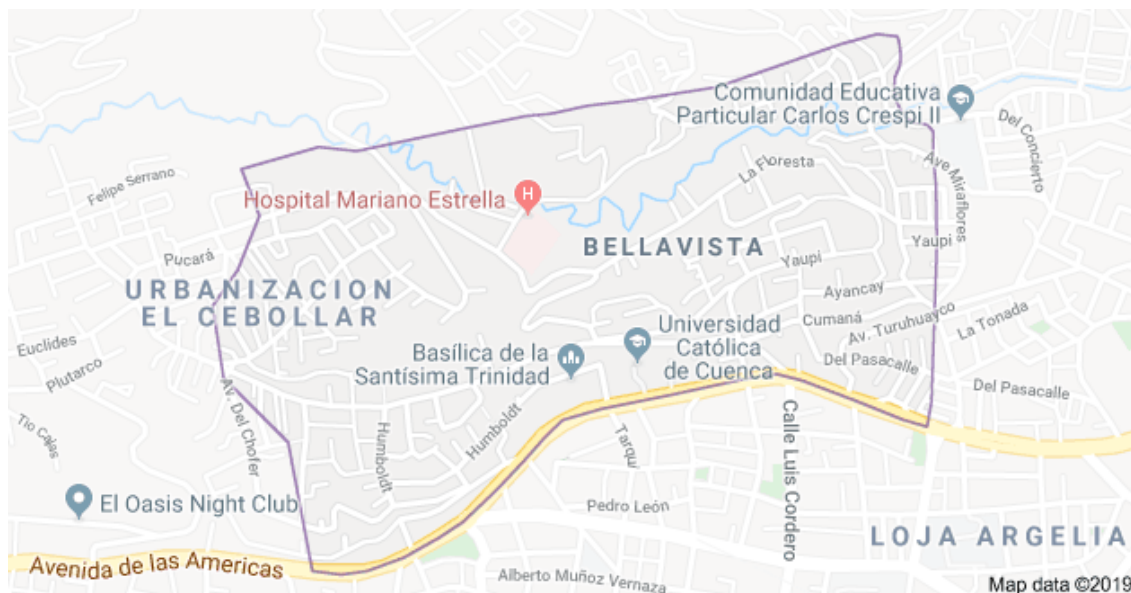 Comunidad Educativa
Particular Carlos Crespi II
Del Concierto
Ave Miraflores
La Floresta
Felipe Serrano
Hospital Mariano Estrella
H
BELLAVISTA
Yaupi
Yaupi
Pucará
URBANIZACION
EL CEBOLLAR
Ayancay
Cumaná
Av. Turuhuayco
La Tonada
Universidad
Católica
de Cuenca
Basílica de la
Santísima Trinidad
Euclides
Plutarco
Del Pasacalle
Del Pasacalle
Av. Del Chofer
Humboldt
Humboldt
Tarqui
Calle Luis Cordero
Tio Cajas
El Oasis Night Club
Pedro León
LOJA ARGELIA
Avenida de las Americas
Alberto Muñoz Vernaza
Map data ©2019